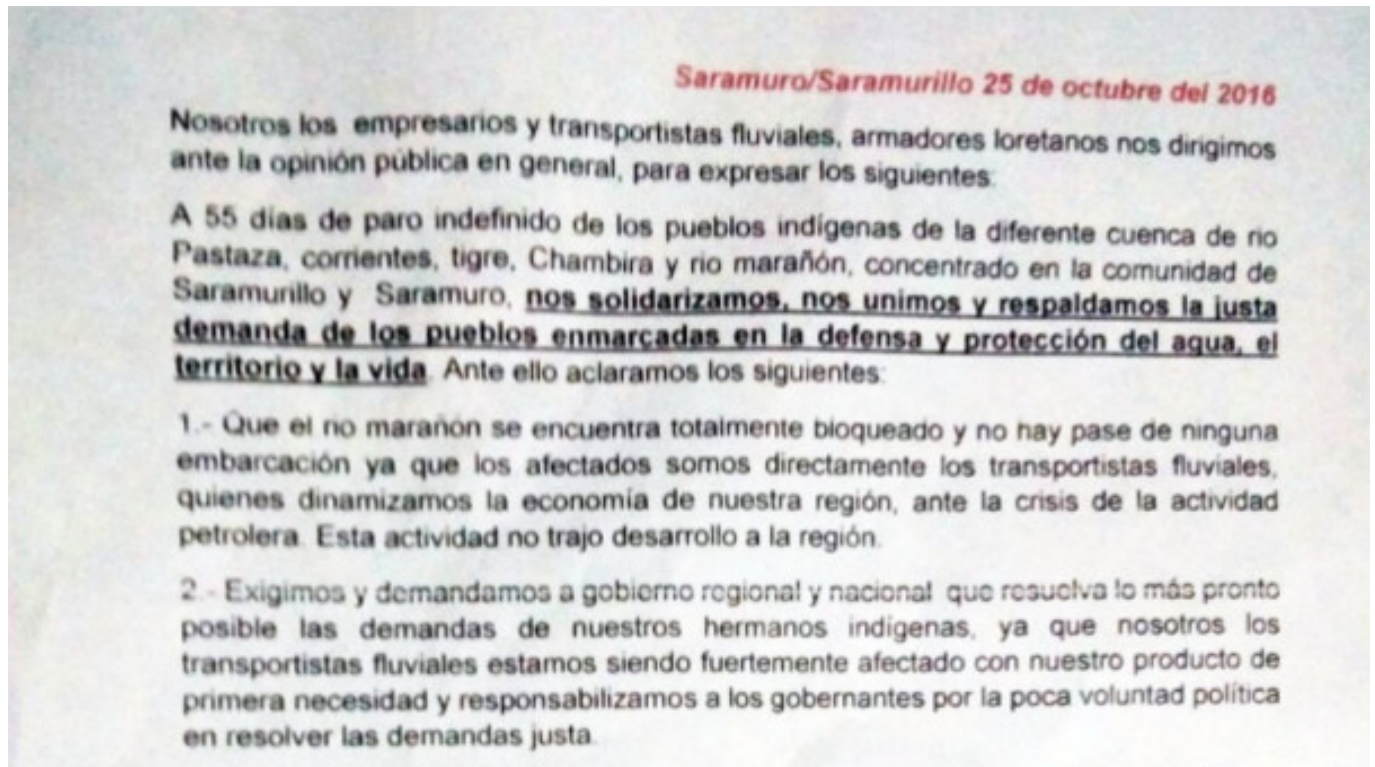 Saramuro/Saramurillo 25 de octubre del 2016
Nosotros los empresarios y transportistas fluviales, armadores loretanos nos dirigimos
ante la opinión pública en general, para expresar los siguientes:
A 55 días de paro indefinido de los pueblos indígenas de la diferente cuenca de rio
Pastaza, corrientes, tigre, Chambira y rio marañón, concentrado en la comunidad de
Saramurillo y Saramuro, nos solidarizamos, nos unimos y respaldamos la justa
demanda de los pueblos enmarcadas en la defensa y protección del agua, el
territorio y la vida. Ante ello aclaramos los siguientes:
1.- Que el rio marañón se encuentra totalmente bloqueado y no hay pase de ninguna
embarcación ya que los afectados somos directamente los transportistas fluviales,
quienes dinamizamos la economía de nuestra región, ante la crisis de la actividad
petrolera. Esta actividad no trajo desarrollo a la región.
2.- Exigimos y demandamos a gobierno regional y nacional que resuelva lo más pronto
posible las demandas de nuestros hermanos indígenas, ya que nosotros los
transportistas fluviales estamos siendo fuertemente afectado con nuestro producto de
primera necesidad y responsabilizamos a los gobernantes por la poca voluntad política
en resolver las demandas justa.